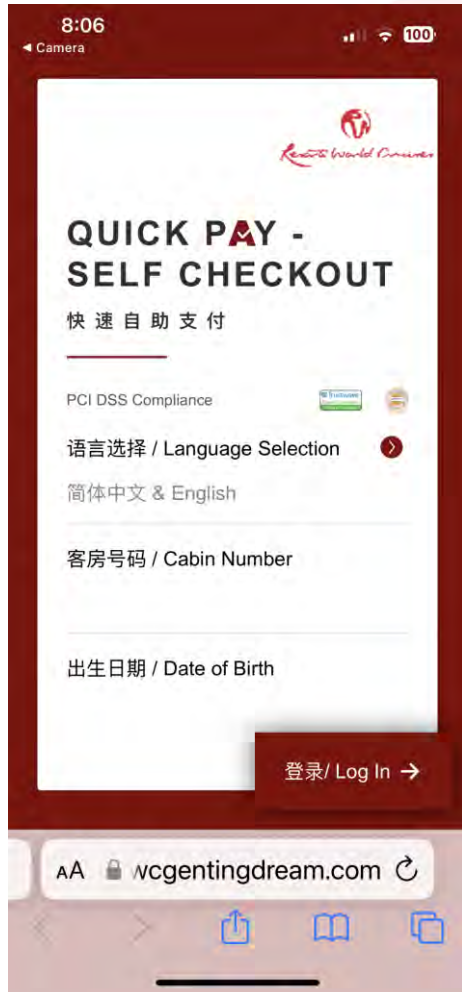 8:06
100
◀ Camera
Resorts World Cruises
QUICK PAY -
SELF CHECKOUT
快速自助支付
PCI DSS Compliance
Trustwave
语言选择 / Language Selection
简体中文 & English
客房号码 / Cabin Number
出生日期 / Date of Birth
登录/ Log In →
AA
wcgentingdream.com